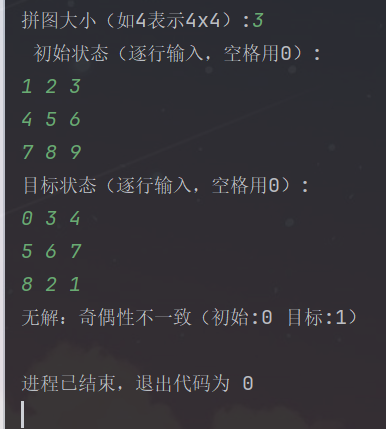 拼图大小（如4表示4x4）:3
初始状态（逐行输入，空格用0）:
1 2 3
4 5 6
7 8 9
目标状态（逐行输入，空格用0）:
0 3 4
5 6 7
8 2 1
无解：奇偶性不一致（初始:0 目标:1）
进程已结束，退出代码为 0